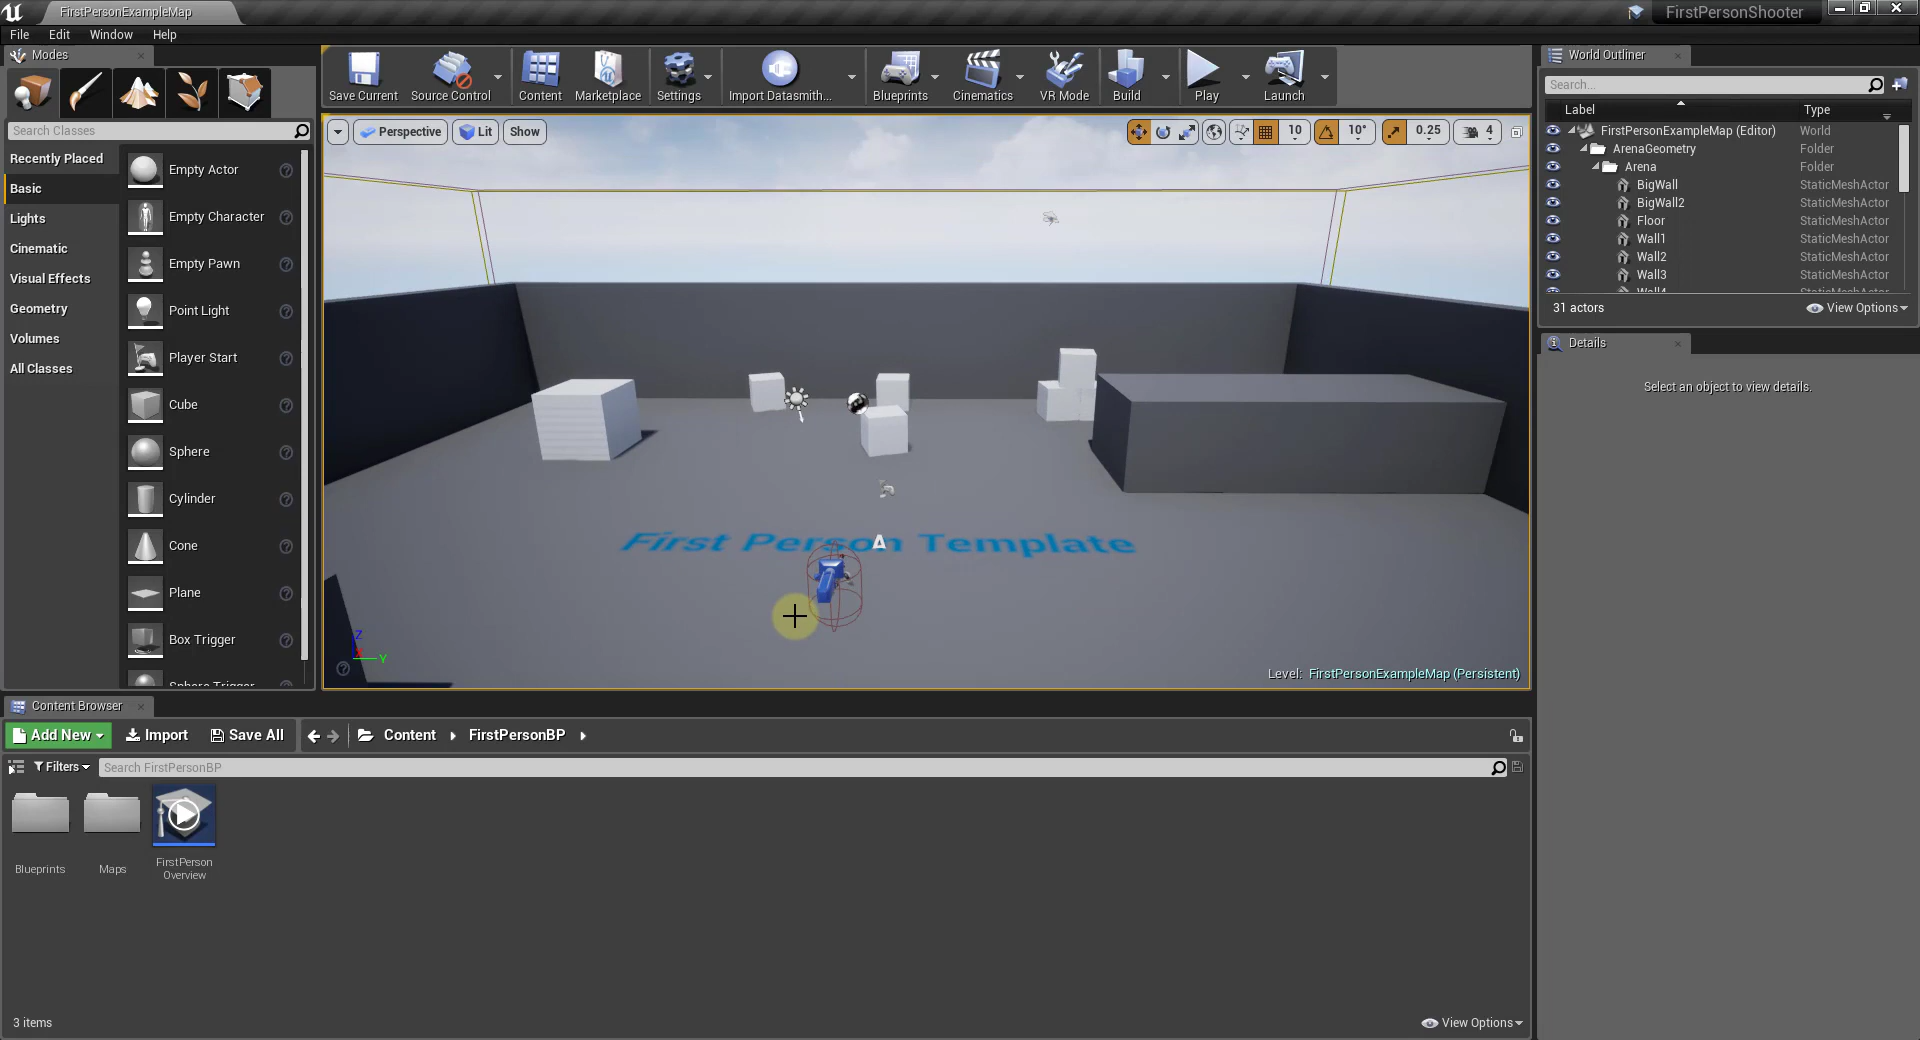 FirstPersonExampleMap
FirstPersonShooter
File Edit Window Help
Modes
Search Classes
Recently Placed
Basic
Lights
Cinematic
Visual Effects
Geometry
Volumes
All Classes
Empty Actor
Empty Character
Empty Pawn
Point Light
Player Start
Cube
Sphere
Cylinder
Cone
Plane
Box Trigger
Sphere Trigger
Save Current
Source Control
Content
Marketplace
Settings
Import Datasmith...
Blueprints
Cinematics
VR Mode
Build
Play
Launch
Perspective Lit Show
10 10° 0.25 4
First Person Template
A
Z
X
Y
Level: FirstPersonExampleMap (Persistent)
World Outliner
Search...
Label Type
FirstPersonExampleMap (Editor) World
ArenaGeometry Folder
Arena Folder
BigWall StaticMeshActor
BigWall2 StaticMeshActor
Floor StaticMeshActor
Wall1 StaticMeshActor
Wall2 StaticMeshActor
Wall3 StaticMeshActor
Wall4 StaticMeshActor
31 actors View Options
Details
Select an object to view details.
Content Browser
Add New Import Save All Content FirstPersonBP
Filters Search FirstPersonBP
Blueprints
Maps
FirstPerson
Overview
3 items View Options